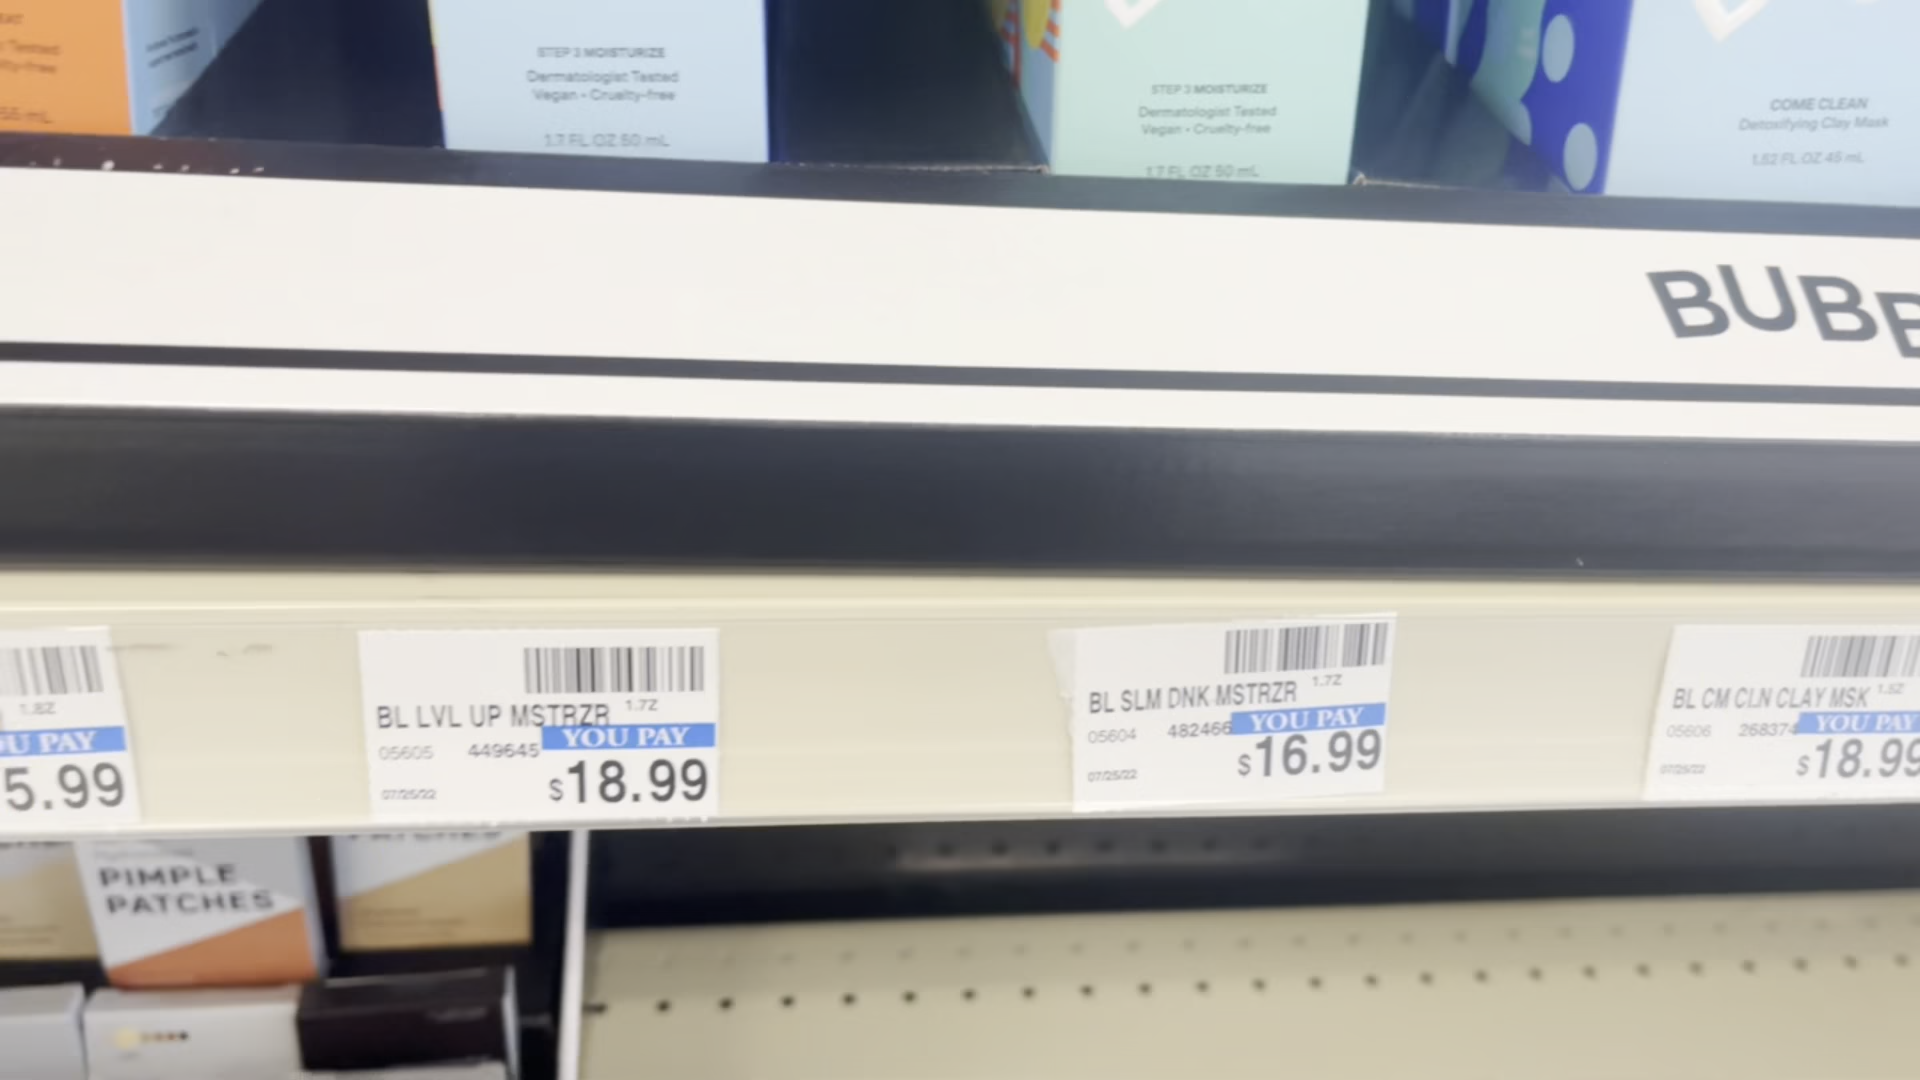 STEP 3 MOISTURIZE
Dermatologist Tested
Vegan • Cruelty-free
1.7 FL OZ 50 mL
STEP 3 MOISTURIZE
Dermatologist Tested
Vegan • Cruelty-free
1.7 FL OZ 50 mL
COME CLEAN
Detoxifying Clay Mask
1.52 FL OZ 45 mL
BUBB
1.8Z
U PAY
5.99
BL LVL UP MSTRZR 1.7Z
05605 449645 YOU PAY
07/25/22 $18.99
BL SLM DNK MSTRZR 1.7Z
05604 482466 YOU PAY
07/25/22 $16.99
BL CM CLN CLAY MSK 1.5Z
05606 268374 YOU PAY
07/25/22 $18.99
PIMPLE
PATCHES
PATCHES